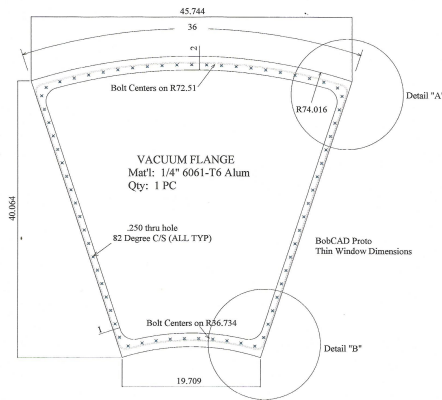 45.744
36
2
Bolt Centers on R72.51
R74.016
Detail "A"
VACUUM FLANGE
Mat'l: 1/4" 6061-T6 Alum
Qty: 1 PC
40.064
.250 thru hole
82 Degree C/S (ALL TYP)
BobCAD Proto
Thin Window Dimensions
1
Bolt Centers on R36.734
Detail "B"
19.709